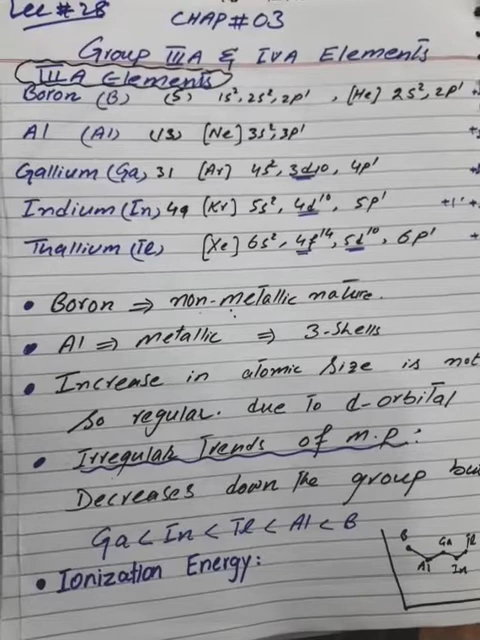 Lec #28
CHAP#03
Group IIIA & IVA Elements
IIIA Elements
Boron (B) (5) 1s², 2s², 2p¹ , [He] 2s², 2p¹
Al (Al) (13) [Ne] 3s², 3p¹
Gallium (Ga) 31 [Ar] 4s², 3d10, 4p¹
Indium (In) 49 [Kr] 5s², 4d¹⁰, 5p¹ +1
Thallium (Tl) [Xe] 6s², 4f¹⁴, 5d¹⁰, 6p¹
• Boron ⇒ non-metallic nature.
• Al ⇒ metallic ⇒ 3-shells
• Increase in atomic size is not
so regular. due to d-orbital
• Irregular Trends of m.p:
Decreases down the group
Ga < In < Tl < Al < B
• Ionization Energy:
B Al Ga In Tl